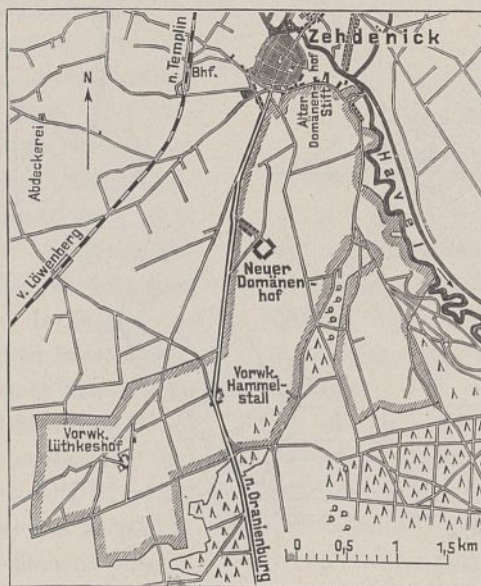 Zehdenick
n. Templin
Bhf.
N
Alter
Domänenhof
Stift
Abdeckerei
Havel
v. Löwenberg
Neuer
Domänen-
hof
Vorwk.
Hammel-
stall
Vorwk.
Lüthkeshof
n. Oranienburg
0 0,5 1 1,5 km